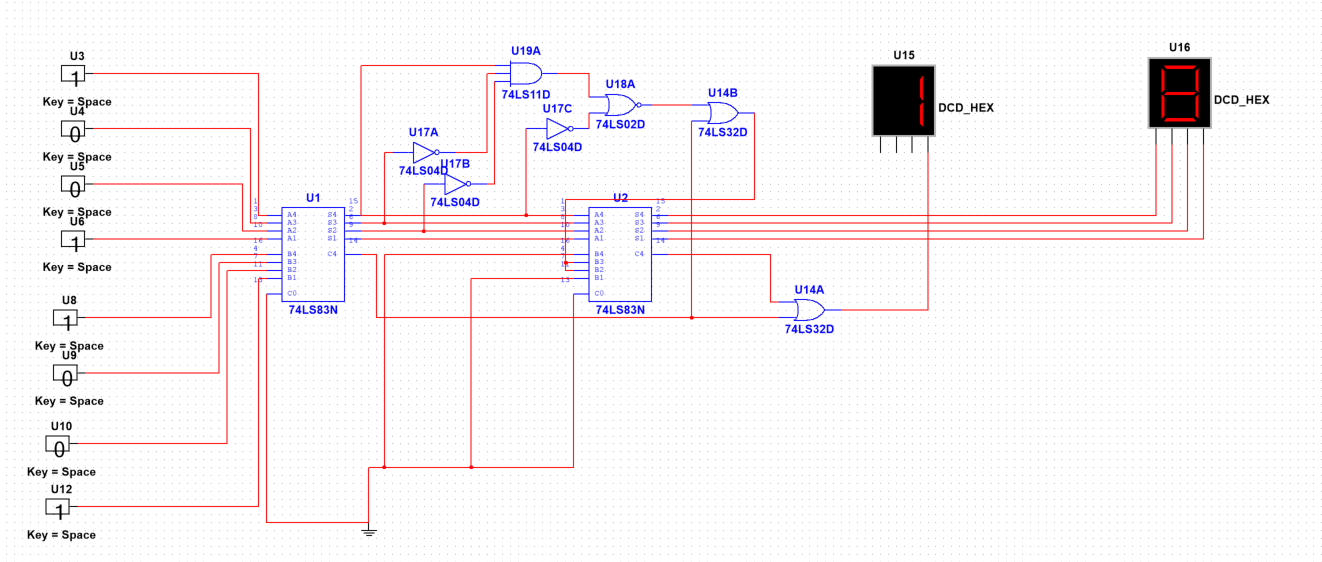 U3
1
Key = Space
U4
0
Key = Space
U5
0
Key = Space
U6
1
Key = Space
U8
1
Key = Space
U9
0
Key = Space
U10
0
Key = Space
U12
1
Key = Space
U1
A4
A3
A2
A1
B4
B3
B2
B1
C0
S4
S3
S2
S1
C4
15
2
6
9
14
1
3
8
10
16
4
7
11
13
74LS83N
U17A
74LS04D
U17B
74LS04D
U19A
74LS11D
U17C
74LS04D
U18A
74LS02D
U14B
74LS32D
U2
A4
A3
A2
A1
B4
B3
B2
B1
C0
S4
S3
S2
S1
C4
15
2
6
9
14
1
3
8
10
16
4
7
11
13
74LS83N
U14A
74LS32D
U15
1
DCD_HEX
U16
8
DCD_HEX